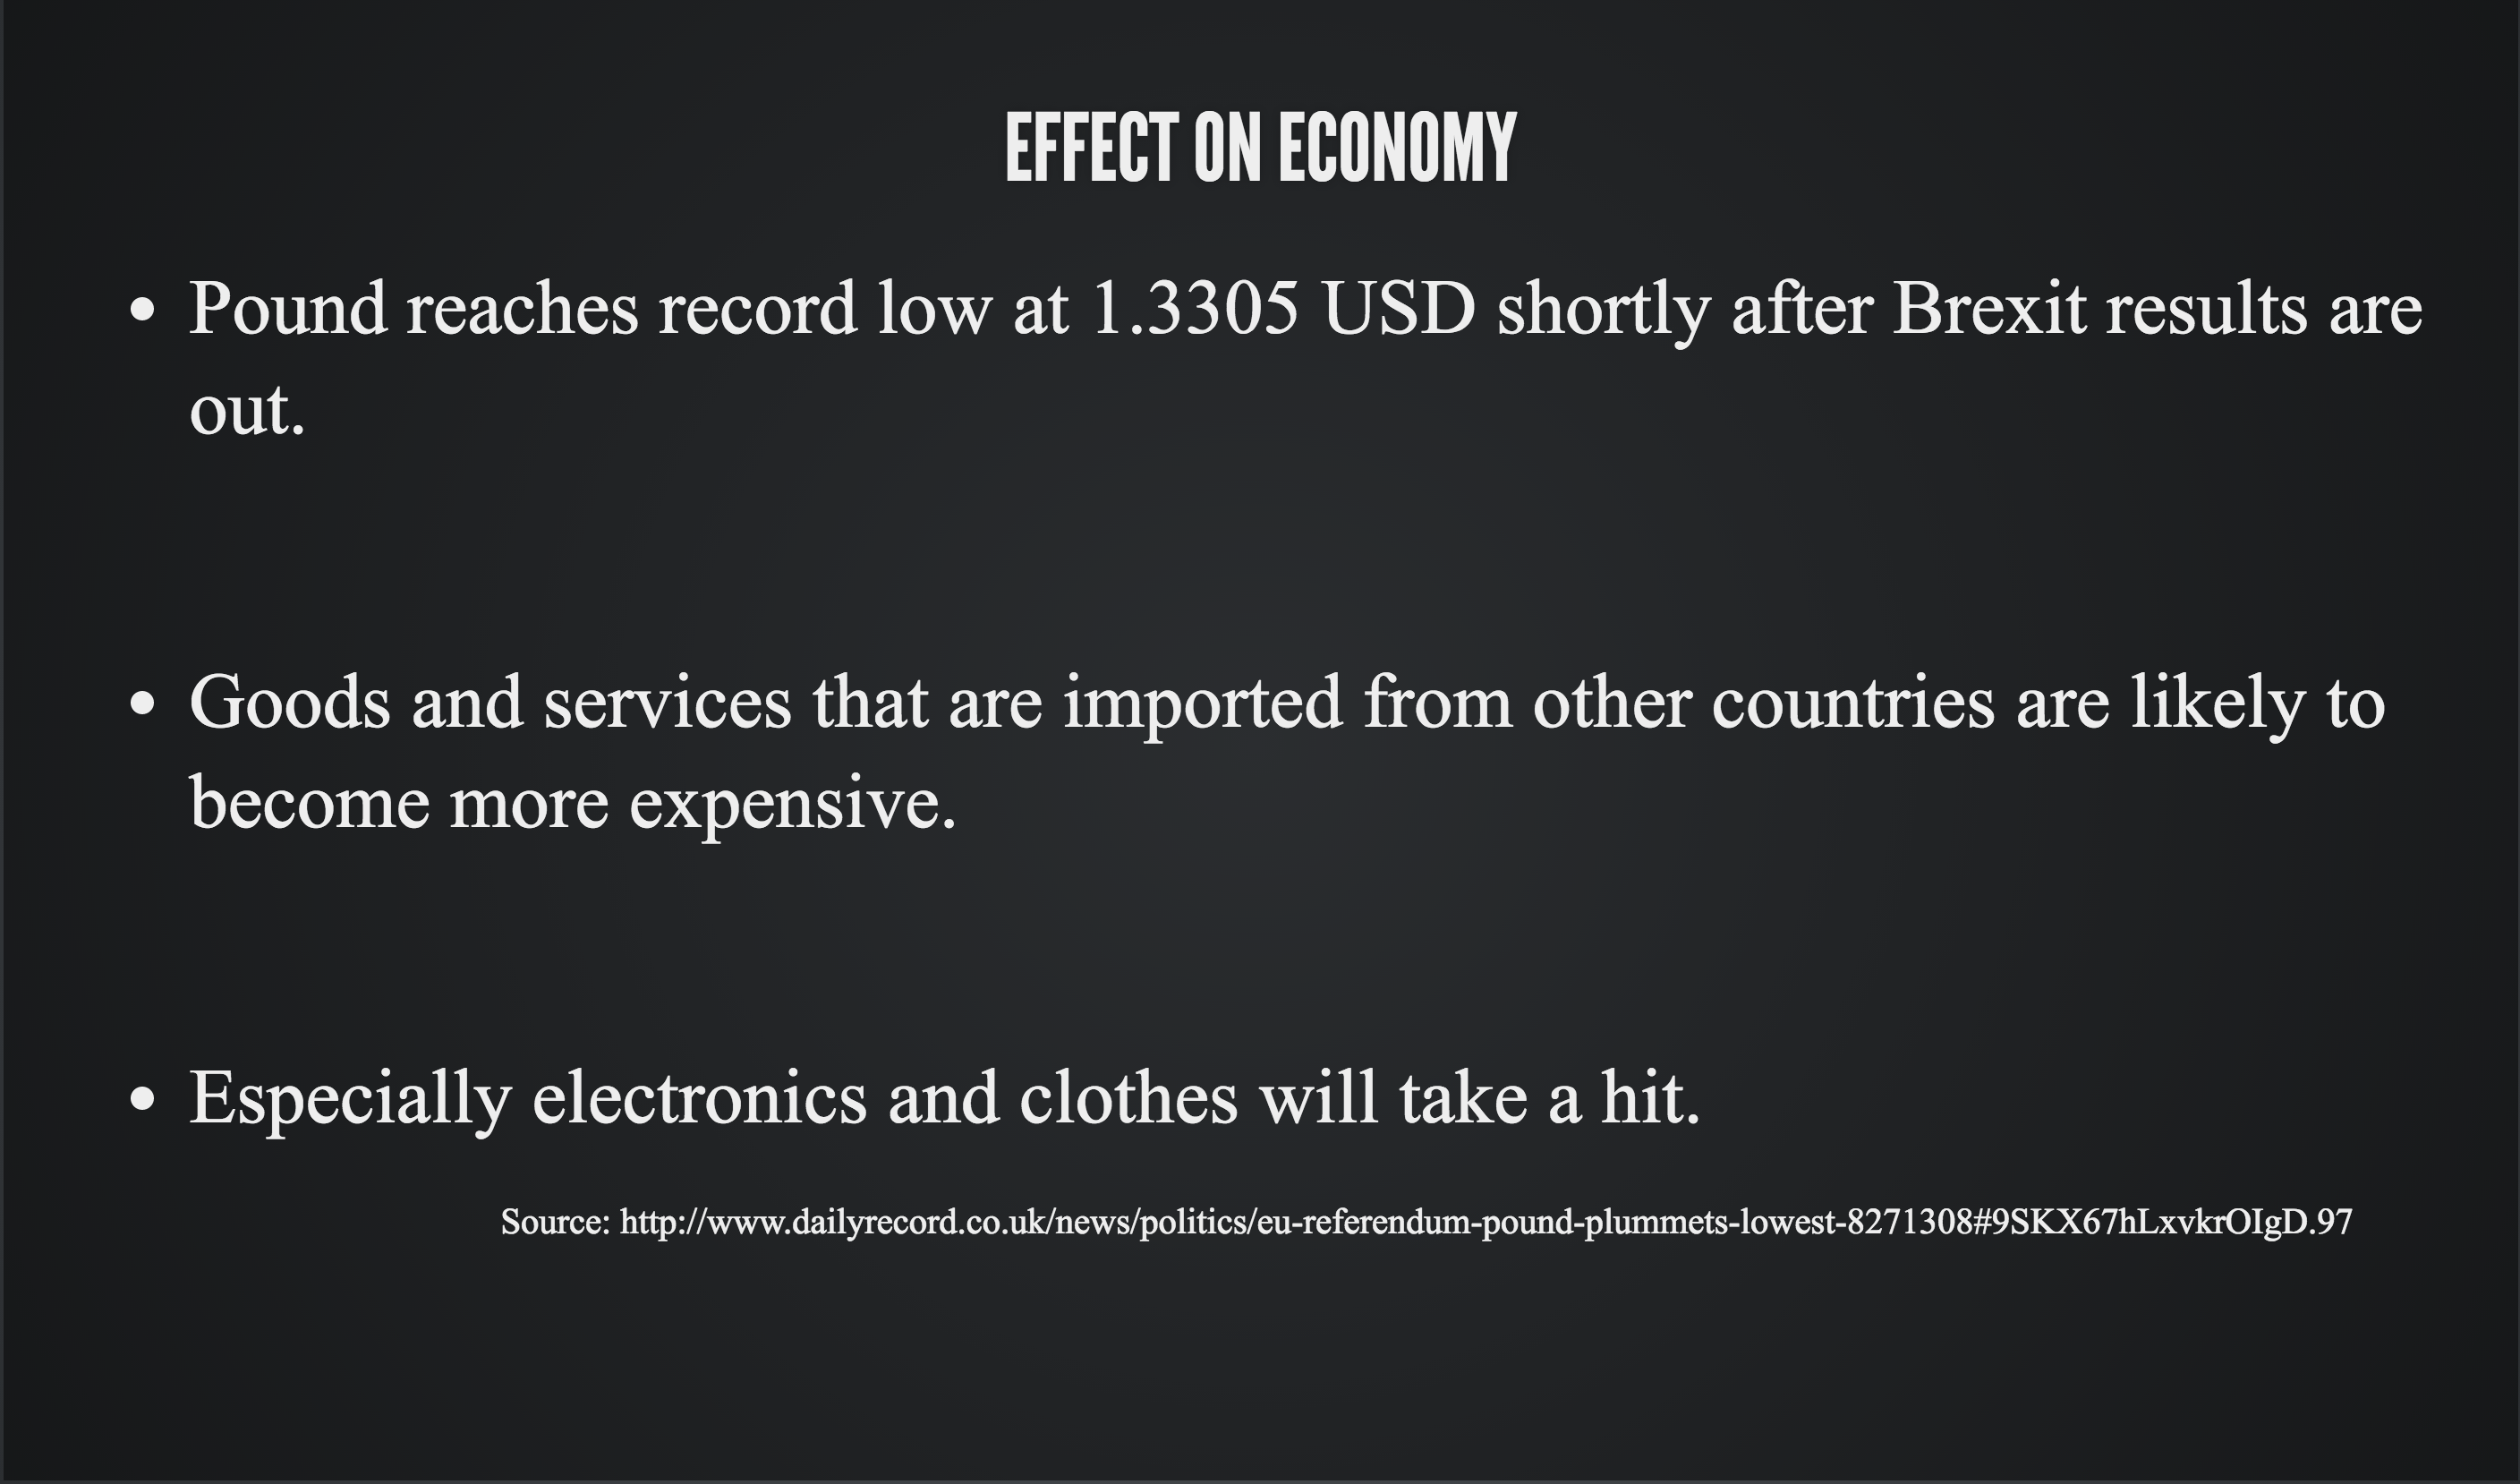 EFFECT ON ECONOMY
• Pound reaches record low at 1.3305 USD shortly after Brexit results are
out.
• Goods and services that are imported from other countries are likely to
become more expensive.
• Especially electronics and clothes will take a hit.
Source: http://www.dailyrecord.co.uk/news/politics/eu-referendum-pound-plummets-lowest-8271308#9SKX67hLxvkrOIgD.97